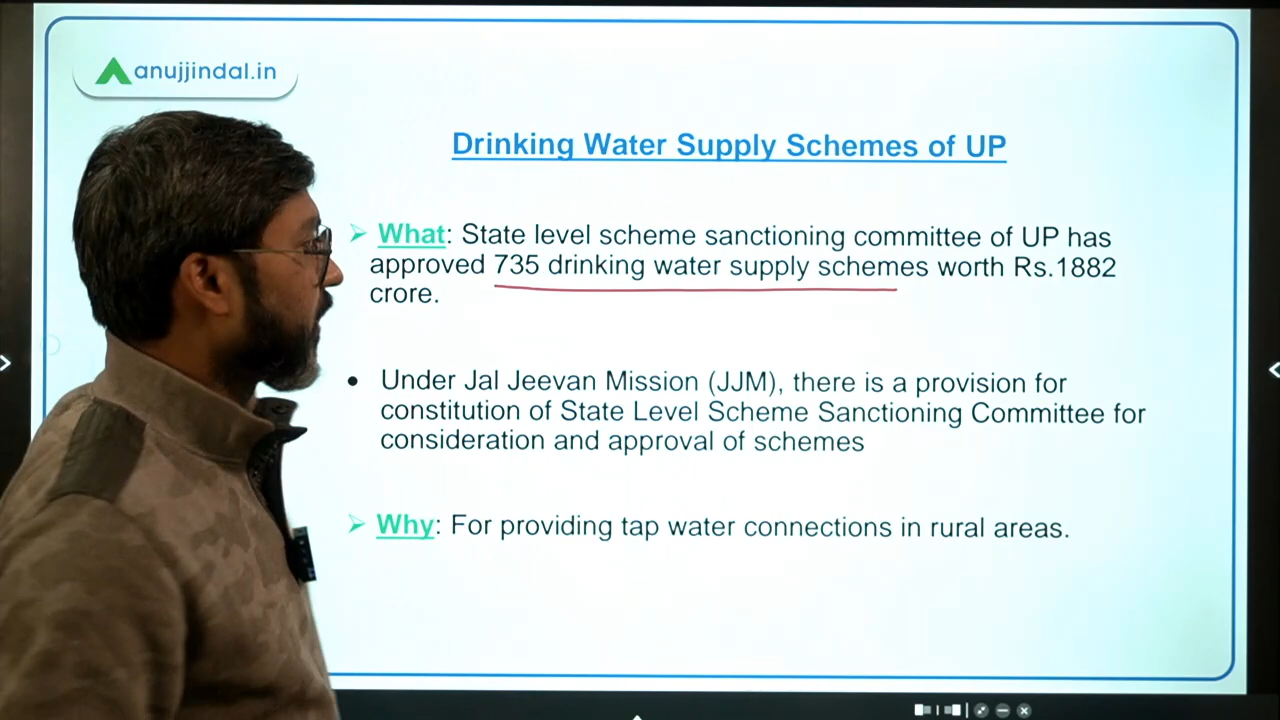 anujjindal.in
Drinking Water Supply Schemes of UP
➢ What: State level scheme sanctioning committee of UP has
approved 735 drinking water supply schemes worth Rs.1882
crore.
• Under Jal Jeevan Mission (JJM), there is a provision for
constitution of State Level Scheme Sanctioning Committee for
consideration and approval of schemes
➢ Why: For providing tap water connections in rural areas.